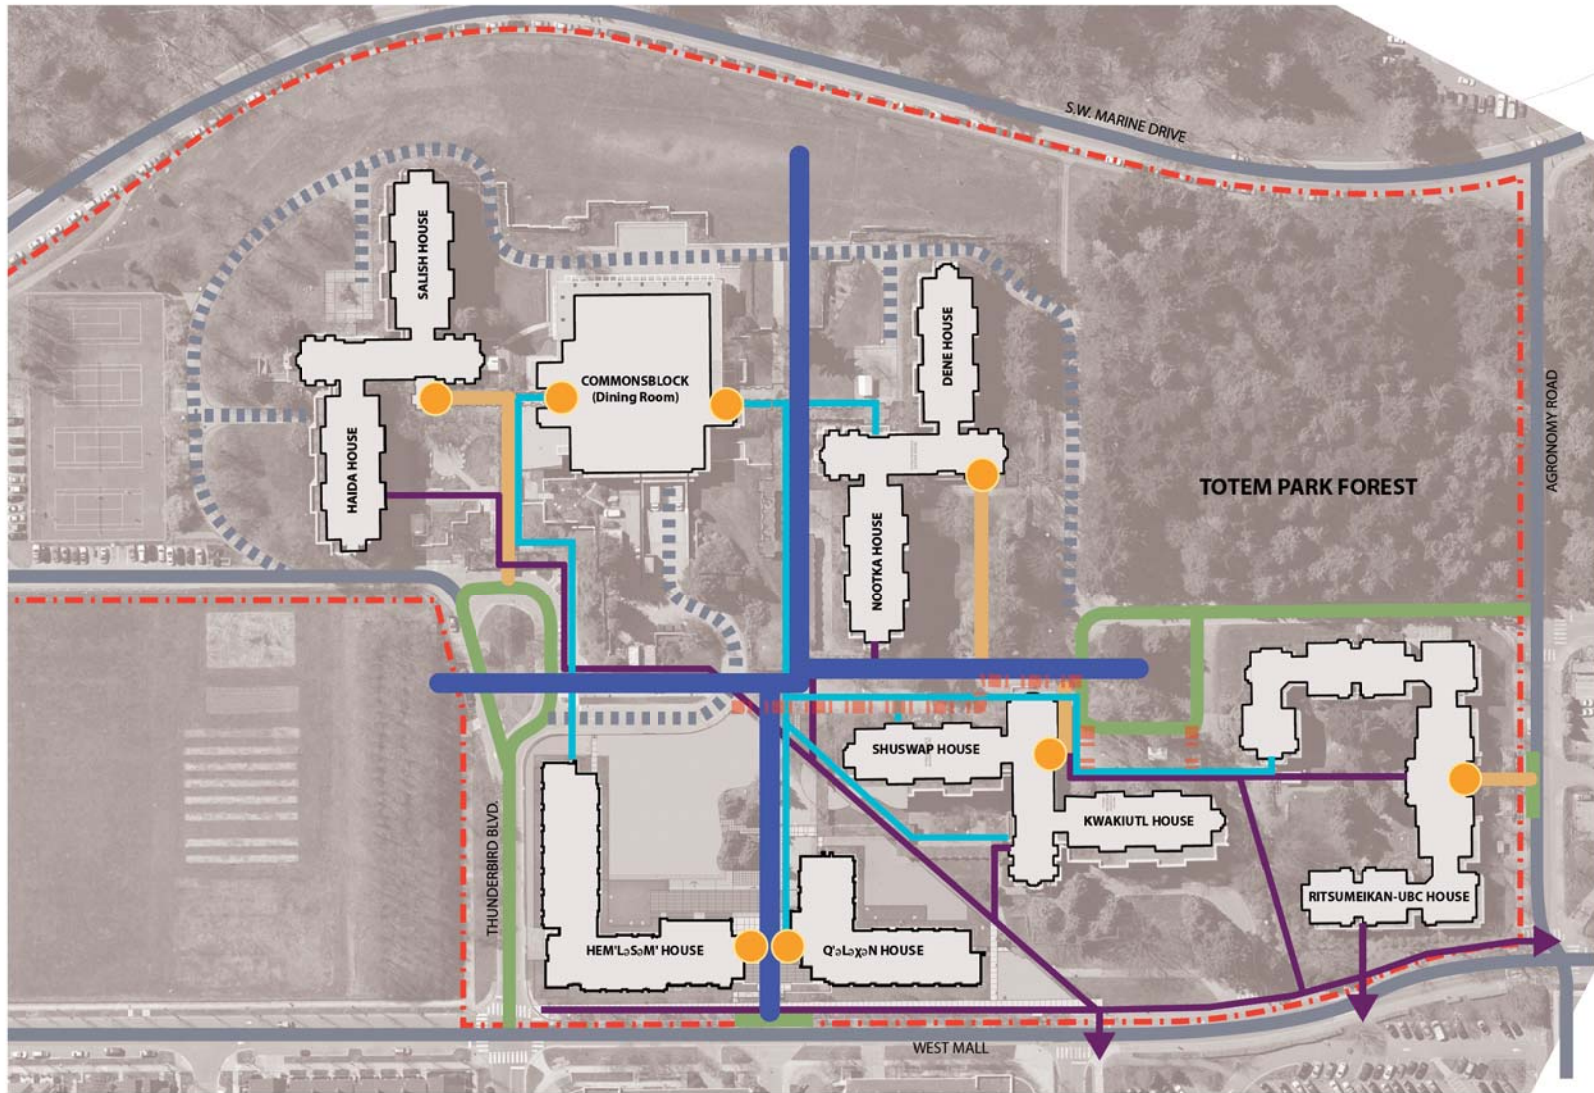 S.W. MARINE DRIVE
SALISH HOUSE
COMMONSBLOCK
(Dining Room)
DENE HOUSE
HAIDA HOUSE
NOOTKA HOUSE
TOTEM PARK FOREST
AGRONOMY ROAD
SHUSWAP HOUSE
KWAKIUTL HOUSE
THUNDERBIRD BLVD.
RITSUMEIKAN-UBC HOUSE
HEM'LəSəM' HOUSE
Q'əLəχəN HOUSE
WEST MALL